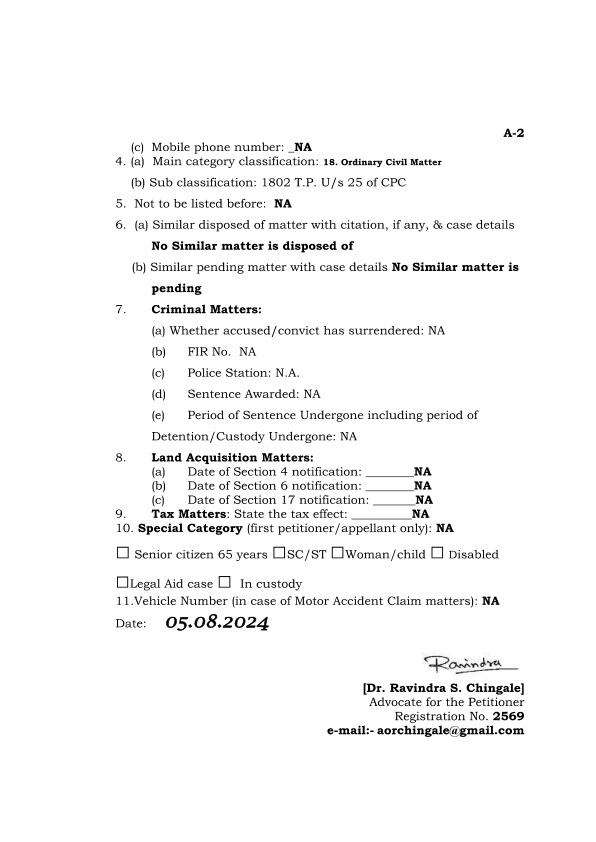 A-2
(c) Mobile phone number: _NA
4. (a) Main category classification: 18. Ordinary Civil Matter
(b) Sub classification: 1802 T.P. U/s 25 of CPC
5. Not to be listed before: NA
6. (a) Similar disposed of matter with citation, if any, & case details
No Similar matter is disposed of
(b) Similar pending matter with case details No Similar matter is
pending
7. Criminal Matters:
(a) Whether accused/convict has surrendered: NA
(b) FIR No. NA
(c) Police Station: N.A.
(d) Sentence Awarded: NA
(e) Period of Sentence Undergone including period of
Detention/Custody Undergone: NA
8. Land Acquisition Matters:
(a) Date of Section 4 notification: ________NA
(b) Date of Section 6 notification: ________NA
(c) Date of Section 17 notification: _______NA
9. Tax Matters: State the tax effect: __________NA
10. Special Category (first petitioner/appellant only): NA
☐ Senior citizen 65 years ☐SC/ST ☐Woman/child ☐ Disabled
☐Legal Aid case ☐ In custody
11.Vehicle Number (in case of Motor Accident Claim matters): NA
Date: 05.08.2024
Ravindra
[Dr. Ravindra S. Chingale]
Advocate for the Petitioner
Registration No. 2569
e-mail:- aorchingale@gmail.com